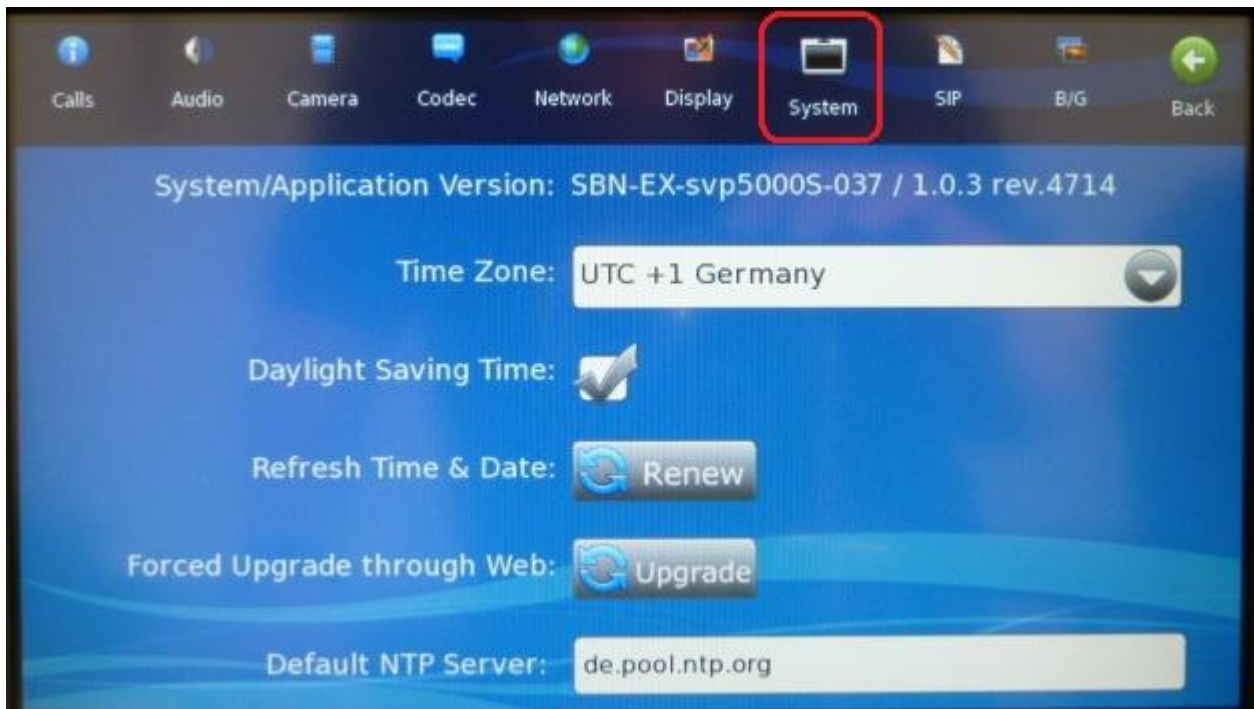 Calls Audio Camera Codec Network Display System SIP B/G Back
System/Application Version: SBN-EX-svp5000S-037 / 1.0.3 rev.4714
Time Zone: UTC +1 Germany
Daylight Saving Time:
Refresh Time & Date: Renew
Forced Upgrade through Web: Upgrade
Default NTP Server: de.pool.ntp.org